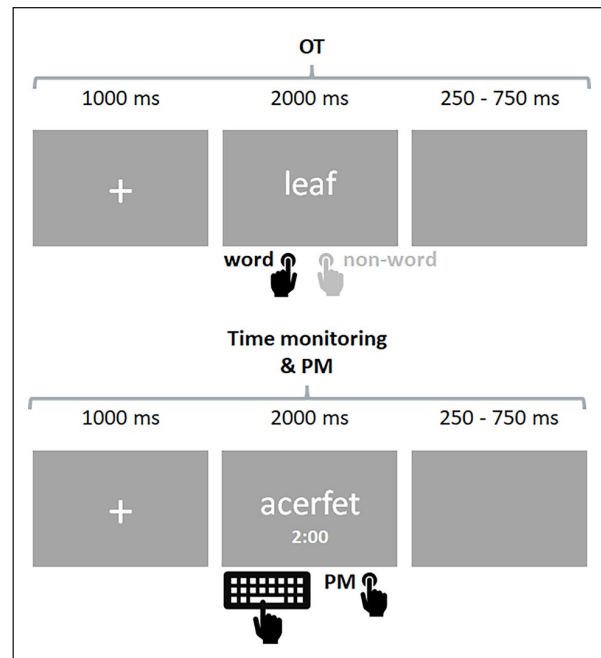 OT
1000 ms 2000 ms 250 - 750 ms
+ leaf
word non-word
Time monitoring
& PM
1000 ms 2000 ms 250 - 750 ms
+ acerfet
2:00
PM